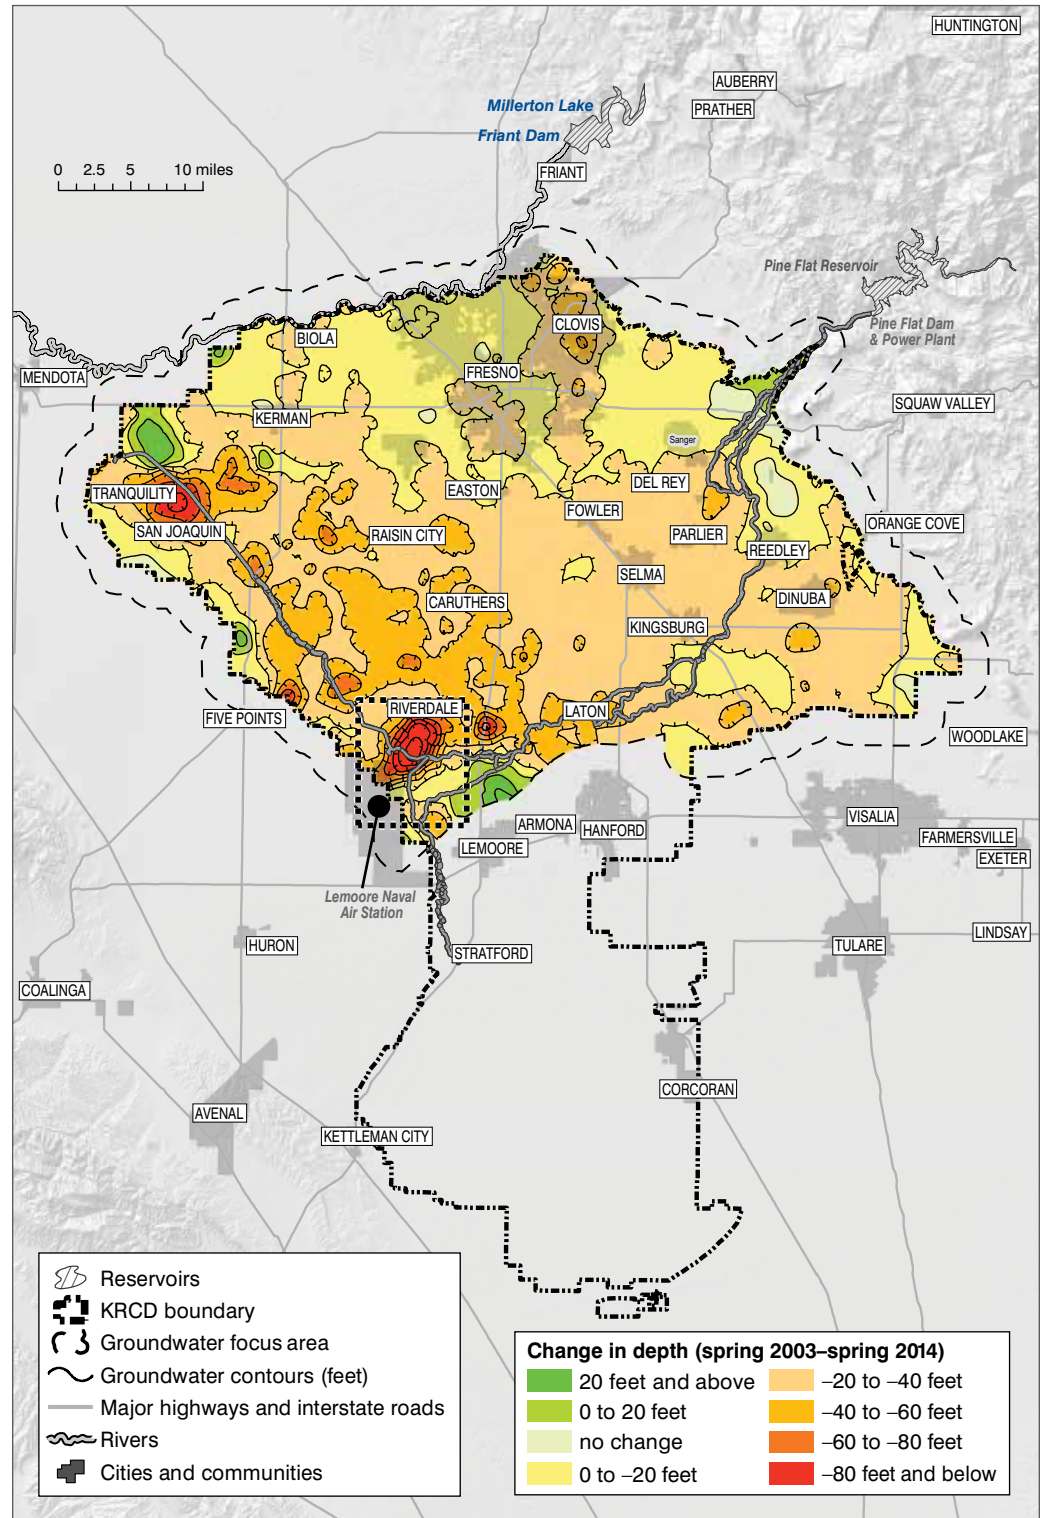 HUNTINGTON
AUBERRY
PRATHER
Millerton Lake
Friant Dam
0 2.5 5 10 miles
FRIANT
Pine Flat Reservoir
Pine Flat Dam
& Power Plant
CLOVIS
BIOLA
FRESNO
MENDOTA
SQUAW VALLEY
KERMAN
Sanger
DEL REY
EASTON
TRANQUILITY
FOWLER
ORANGE COVE
SAN JOAQUIN
RAISIN CITY
PARLIER
REEDLEY
SELMA
CARUTHERS
DINUBA
KINGSBURG
RIVERDALE
LATON
FIVE POINTS
WOODLAKE
ARMONA
HANFORD
VISALIA
FARMERSVILLE
LEMOORE
EXETER
Lemoore Naval
Air Station
LINDSAY
HURON
TULARE
STRATFORD
COALINGA
CORCORAN
AVENAL
KETTLEMAN CITY
Reservoirs
KRCD boundary
Groundwater focus area
Groundwater contours (feet)
Major highways and interstate roads
Rivers
Cities and communities
Change in depth (spring 2003–spring 2014)
20 feet and above
0 to 20 feet
no change
0 to –20 feet
–20 to –40 feet
–40 to –60 feet
–60 to –80 feet
–80 feet and below